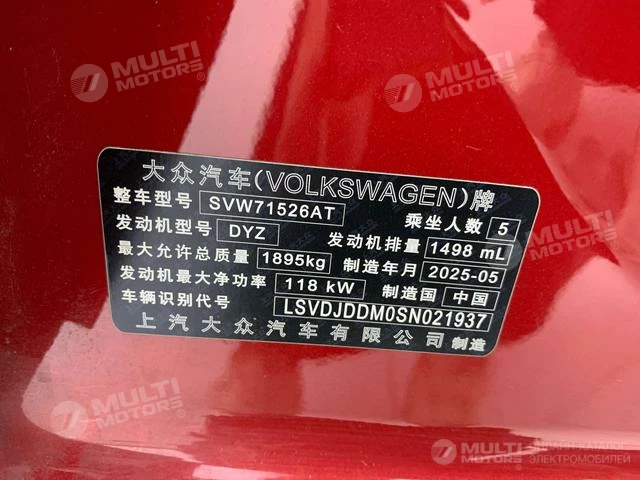 MULTI MOTORS®
MULTI MOTORS®
大众汽车(VOLKSWAGEN)牌
整车型号 SVW71526AT 乘坐人数 5
发动机型号 DYZ 发动机排量 1498 mL
最大允许总质量 1895kg 制造年月 2025-05
发动机最大净功率 118 kW 制造国 中国
车辆识别代号 LSVDJDDM0SN021937
上汽大众汽车有限公司 制造
MULTI MOTORS®
MULTI MOTORS®
MULTI MOTORS
ОНЛАЙН-КАТАЛОГ
ЭЛЕКТРОМОБИЛЕЙ